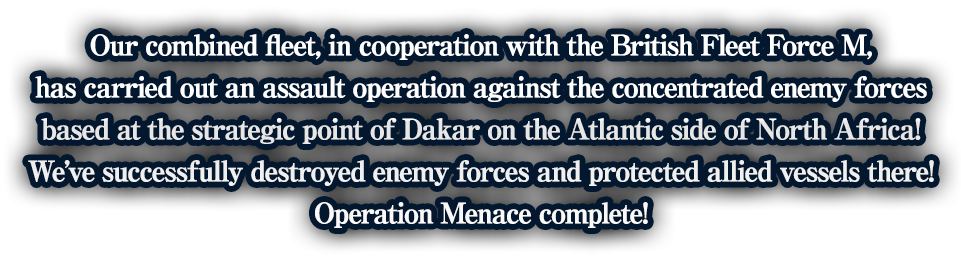 Our combined fleet, in cooperation with the British Fleet Force M,
has carried out an assault operation against the concentrated enemy forces
based at the strategic point of Dakar on the Atlantic side of North Africa!
We've successfully destroyed enemy forces and protected allied vessels there!
Operation Menace complete!